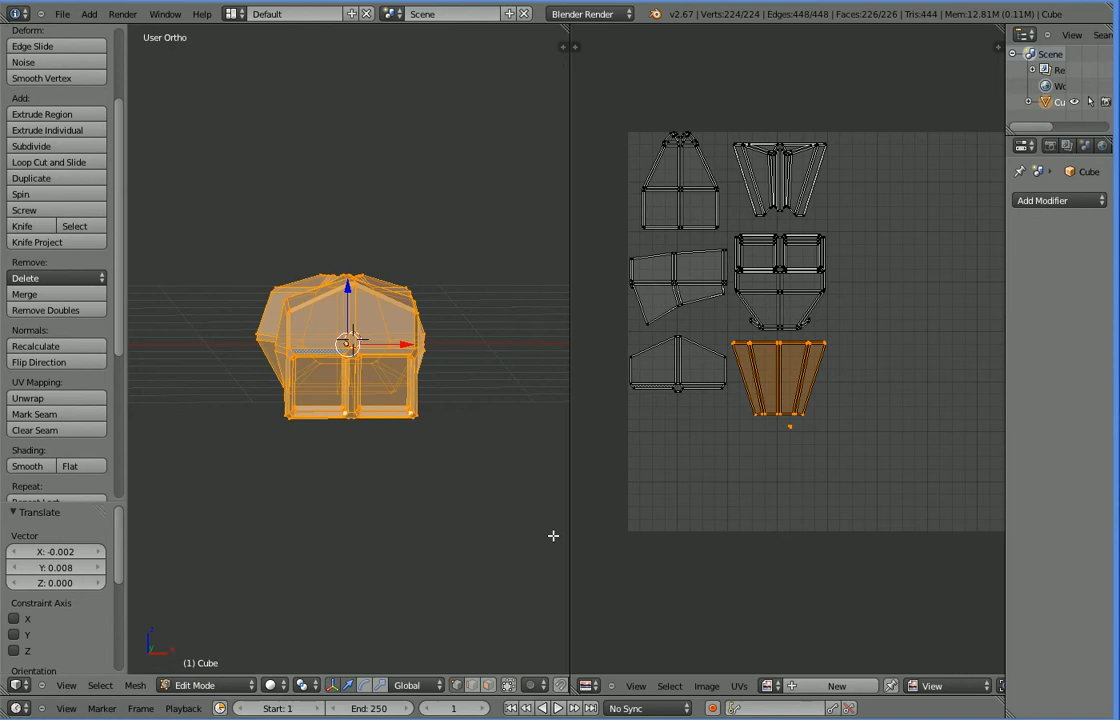 File Add Render Window Help Default Scene Blender Render v2.67 | Verts:224/224 | Edges:448/448 | Faces:226/226 | Tris:444 | Mem:12.81M (0.11M) | Cube
Deform:
Edge Slide
Noise
Smooth Vertex
Add:
Extrude Region
Extrude Individual
Subdivide
Loop Cut and Slide
Duplicate
Spin
Screw
Knife Select
Knife Project
Remove:
Delete
Merge
Remove Doubles
Normals:
Recalculate
Flip Direction
UV Mapping:
Unwrap
Mark Seam
Clear Seam
Shading:
Smooth Flat
Repeat:
Translate
Vector
X: -0.002
Y: 0.008
Z: 0.000
Constraint Axis
X
Y
Z
Orientation
User Ortho
(1) Cube
View Select Mesh Edit Mode Global
View Select Image UVs New View
View Marker Frame Playback Start: 1 End: 250 1 No Sync
View Sear
Scene
Re
Wo
Cu
Cube
Add Modifier